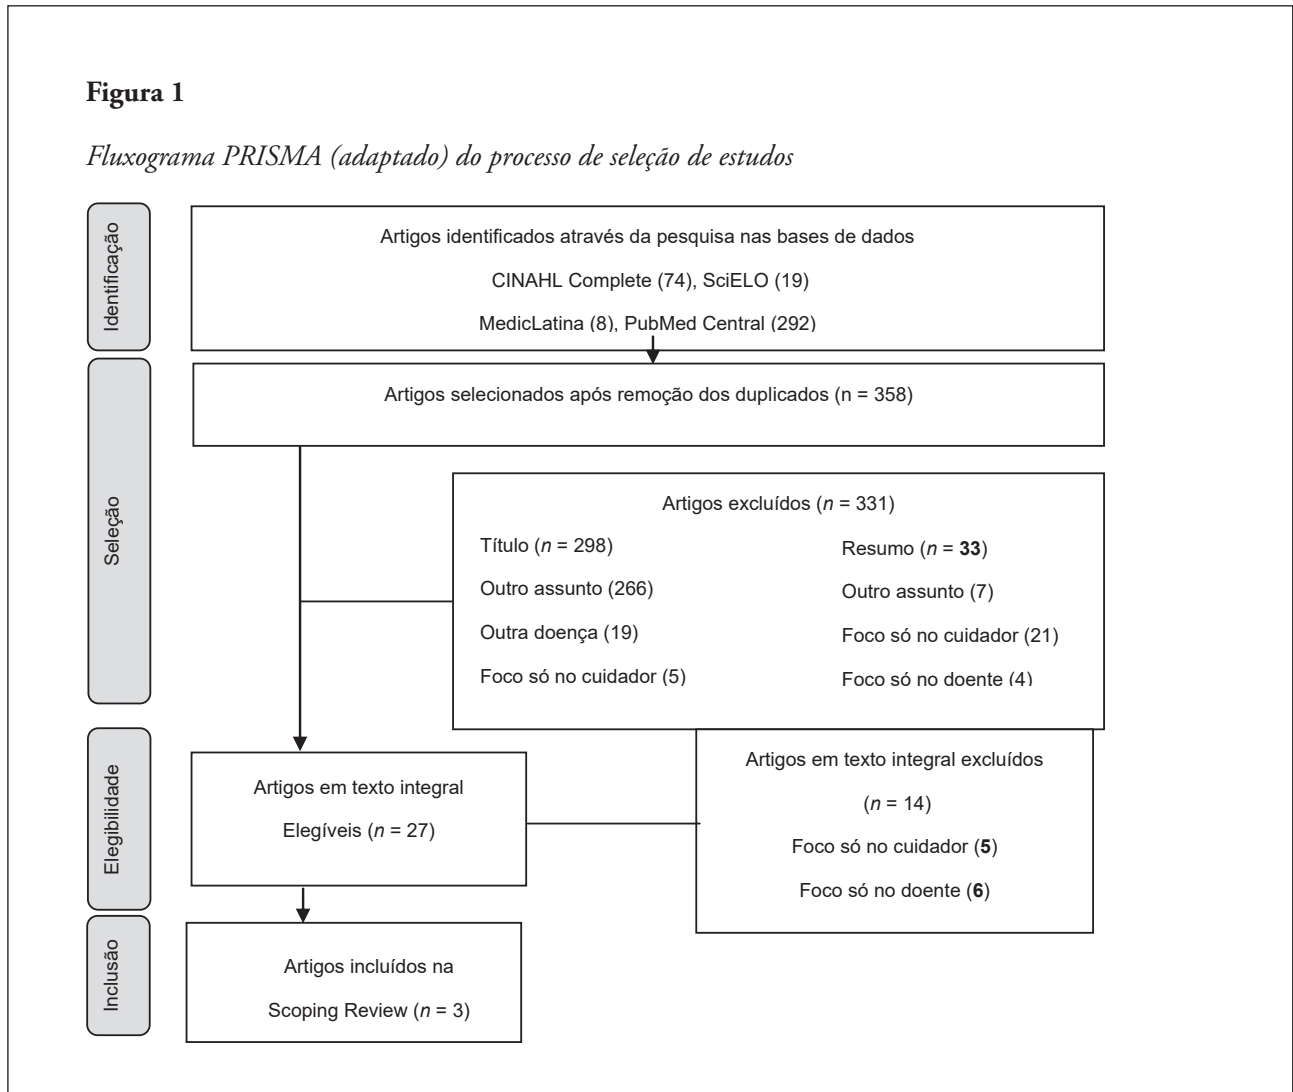 Figura 1
Fluxograma PRISMA (adaptado) do processo de seleção de estudos
Identificação
Artigos identificados através da pesquisa nas bases de dados
CINAHL Complete (74), SciELO (19)
MedicLatina (8), PubMed Central (292)
Seleção
Artigos selecionados após remoção dos duplicados (n = 358)
Artigos excluídos (n = 331)
Título (n = 298)
Outro assunto (266)
Outra doença (19)
Foco só no cuidador (5)
Resumo (n = 33)
Outro assunto (7)
Foco só no cuidador (21)
Foco só no doente (4)
Elegibilidade
Artigos em texto integral
Elegíveis (n = 27)
Artigos em texto integral excluídos
(n = 14)
Foco só no cuidador (5)
Foco só no doente (6)
Inclusão
Artigos incluídos na
Scoping Review (n = 3)